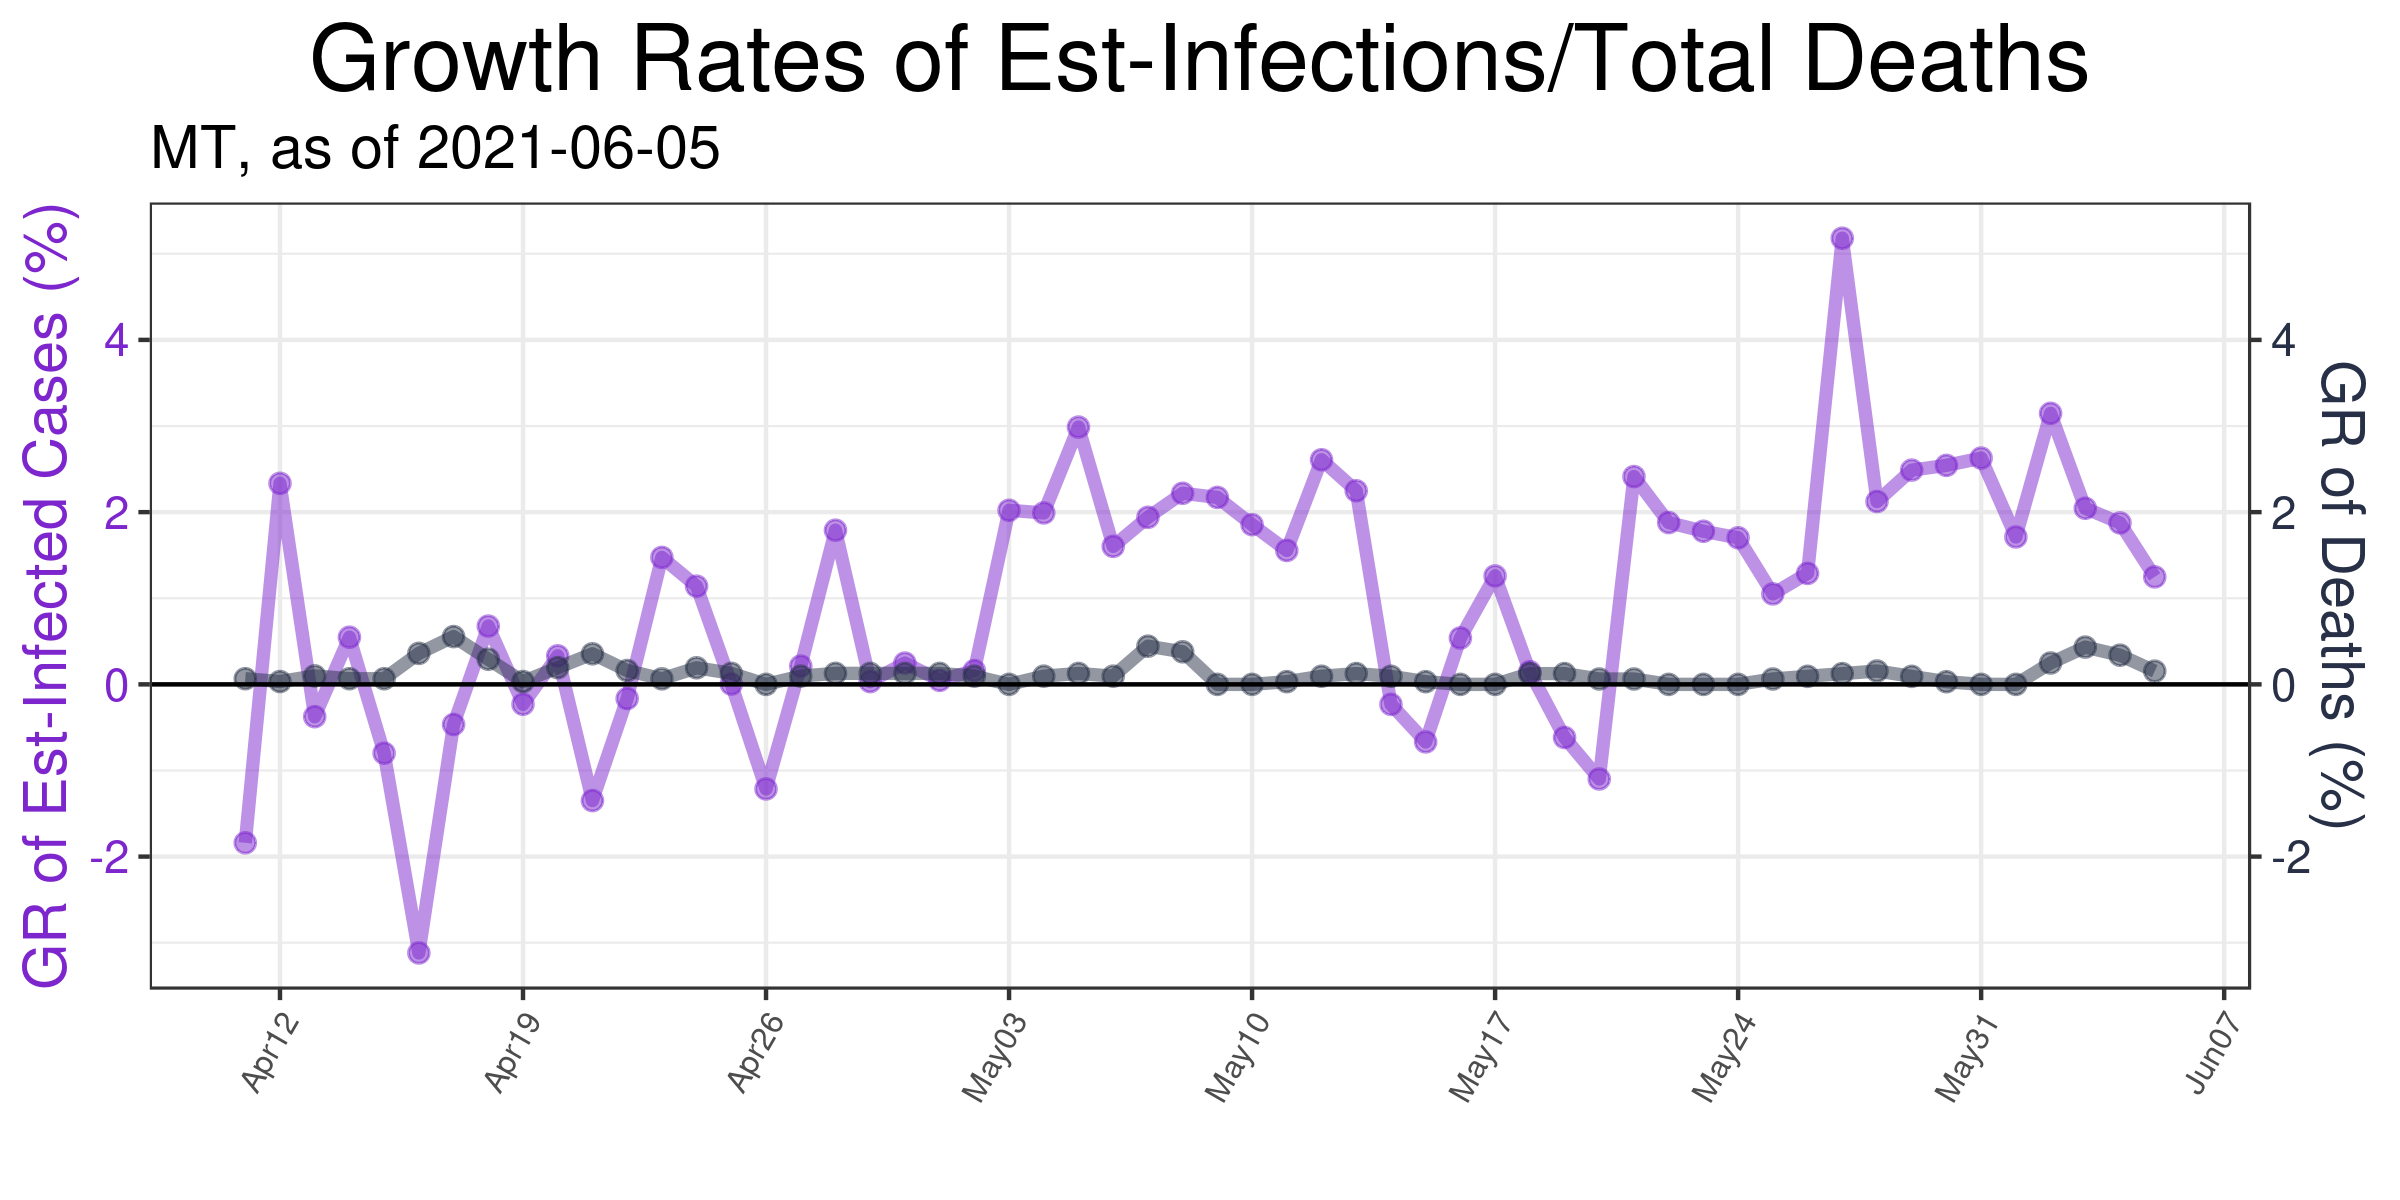 Growth Rates of Est-Infections/Total Deaths
MT, as of 2021-06-05
GR of Est-Infected Cases (%)
4
2
0
-2
4
2
0
-2
GR of Deaths (%)
Apr12
Apr19
Apr26
May03
May10
May17
May24
May31
Jun07